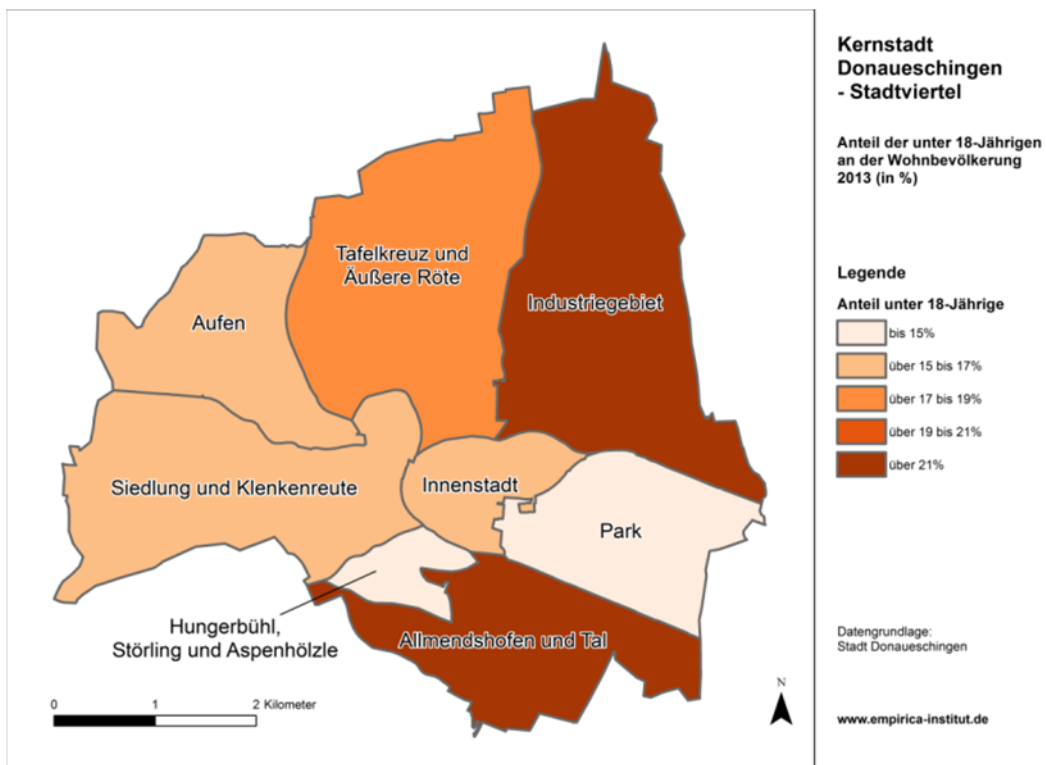 Kernstadt
Donaueschingen
- Stadtviertel
Anteil der unter 18-Jährigen
an der Wohnbevölkerung
2013 (in %)
Legende
Anteil unter 18-Jährige
bis 15%
über 15 bis 17%
über 17 bis 19%
über 19 bis 21%
über 21%
Tafelkreuz und
Äußere Röte
Industriegebiet
Aufen
Siedlung und Klenkenreute
Innenstadt
Park
Hungerbühl,
Störling und Aspenhölzle
Allmendshofen und Tal
0 1 2 Kilometer
N
Datengrundlage:
Stadt Donaueschingen
www.empirica-institut.de